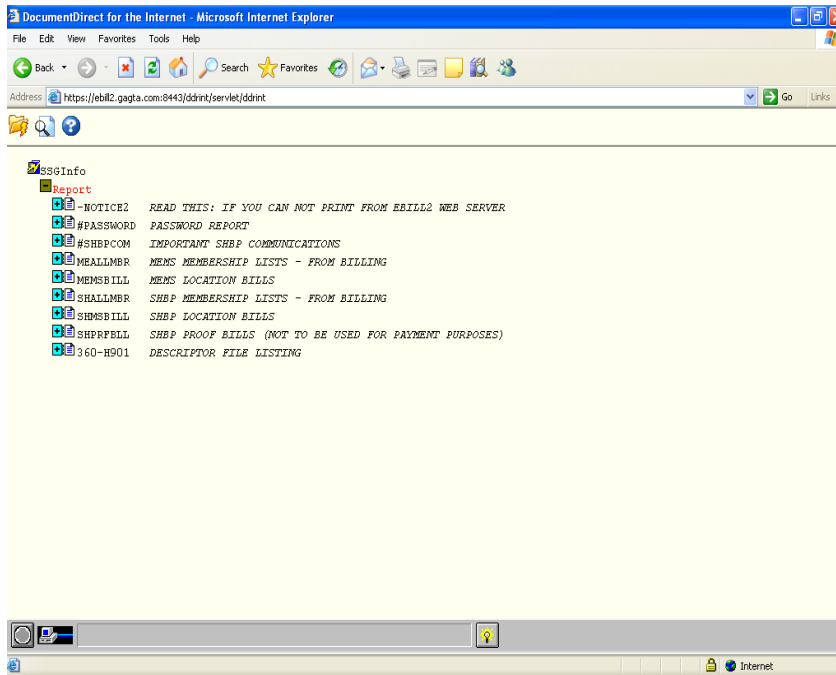 DocumentDirect for the Internet - Microsoft Internet Explorer
File Edit View Favorites Tools Help
Back Search Favorites
Address https://ebill2.gagta.com:8443/ddrint/servlet/ddrint Go Links
SSGInfo
Report
-NOTICE2 READ THIS: IF YOU CAN NOT PRINT FROM EBILL2 WEB SERVER
#PASSWORD PASSWORD REPORT
#SHBPCOM IMPORTANT SHBP COMMUNICATIONS
MEALLMBR MEMS MEMBERSHIP LISTS - FROM BILLING
MEMSBILL MEMS LOCATION BILLS
SHALLMBR SHBP MEMBERSHIP LISTS - FROM BILLING
SHMSBILL SHBP LOCATION BILLS
SHPRFBLL SHBP PROOF BILLS (NOT TO BE USED FOR PAYMENT PURPOSES)
360-H901 DESCRIPTOR FILE LISTING
Internet